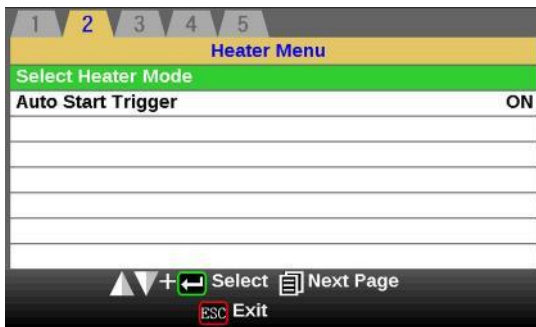 1 2 3 4 5
Heater Menu
Select Heater Mode
Auto Start Trigger ON
+ Select Next Page
ESC Exit